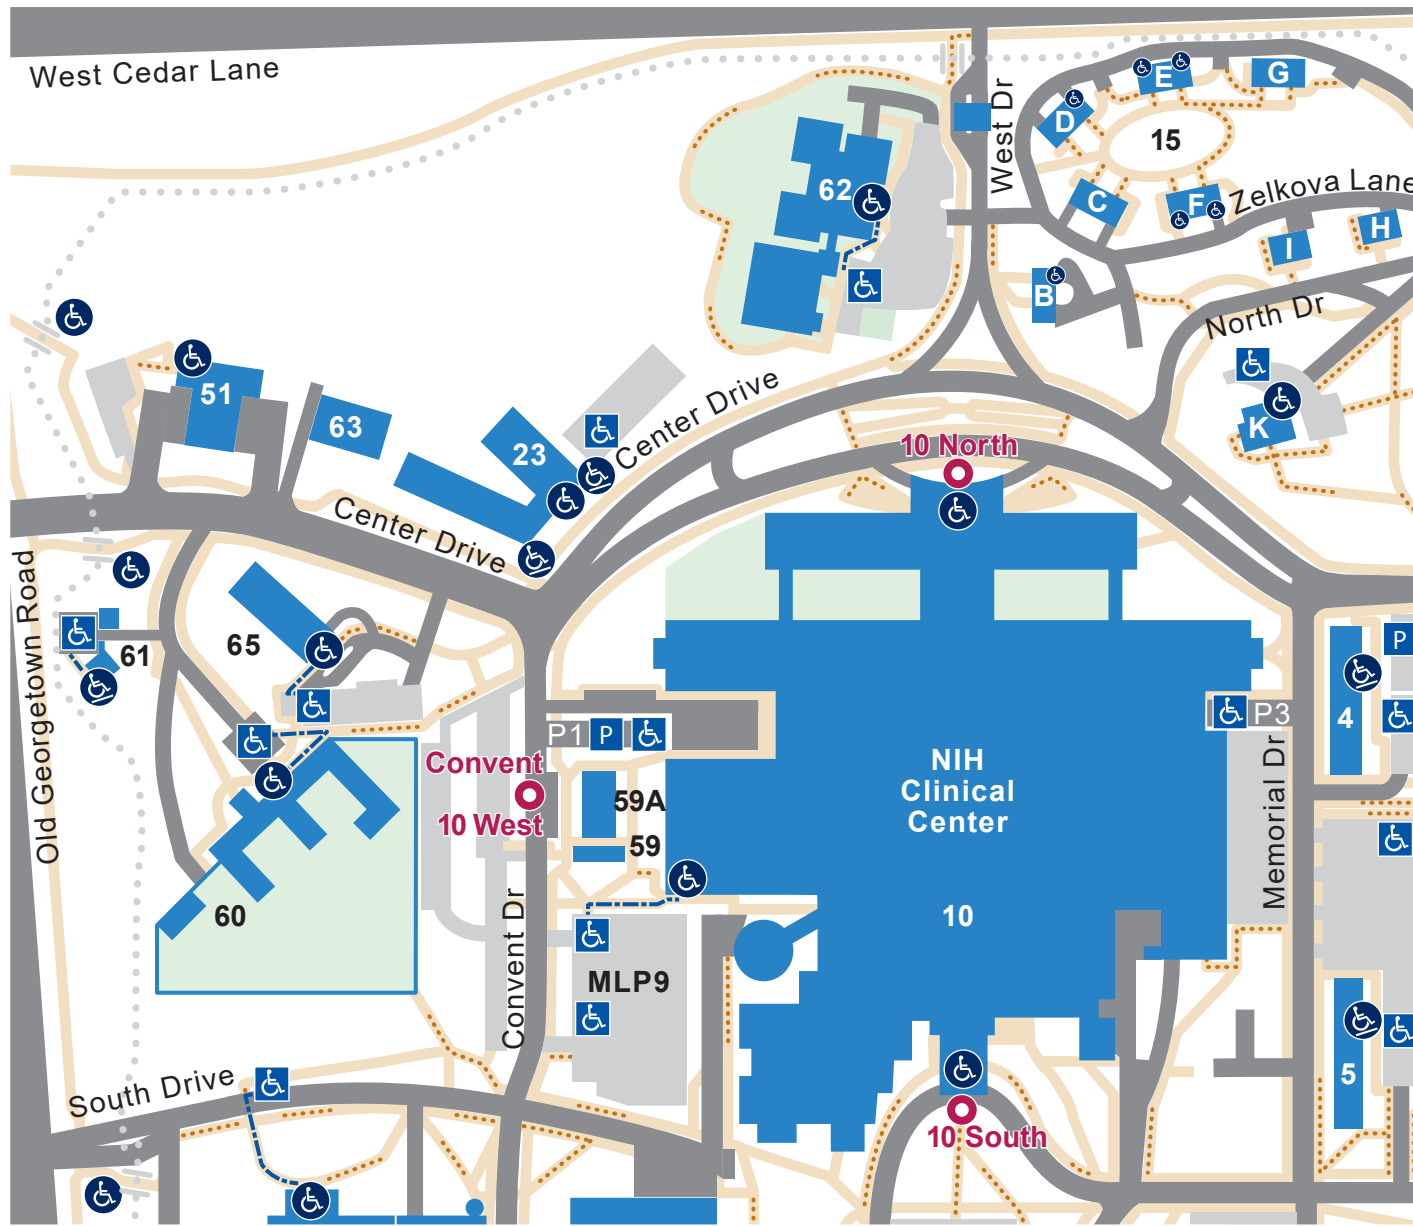 West Cedar Lane
West Dr
E
G
D
15
C
F
Zelkova Lane
H
I
B
North Dr
62
51
63
23
Center Drive
K
10 North
Center Drive
Old Georgetown Road
65
61
P
4
P1
P
P3
Convent
10 West
59A
59
NIH
Clinical
Center
Memorial Dr
60
10
Convent Dr
MLP9
South Drive
5
10 South